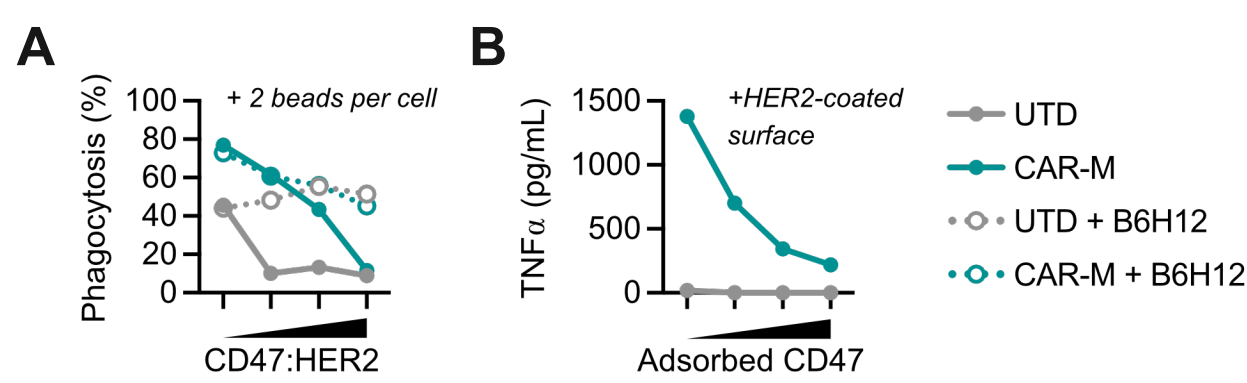 A
Phagocytosis (%)
100
80
60
40
20
0
+ 2 beads per cell
CD47:HER2
B
TNFα (pg/mL)
1500
1000
500
0
+HER2-coated
surface
Adsorbed CD47
UTD
CAR-M
UTD + B6H12
CAR-M + B6H12